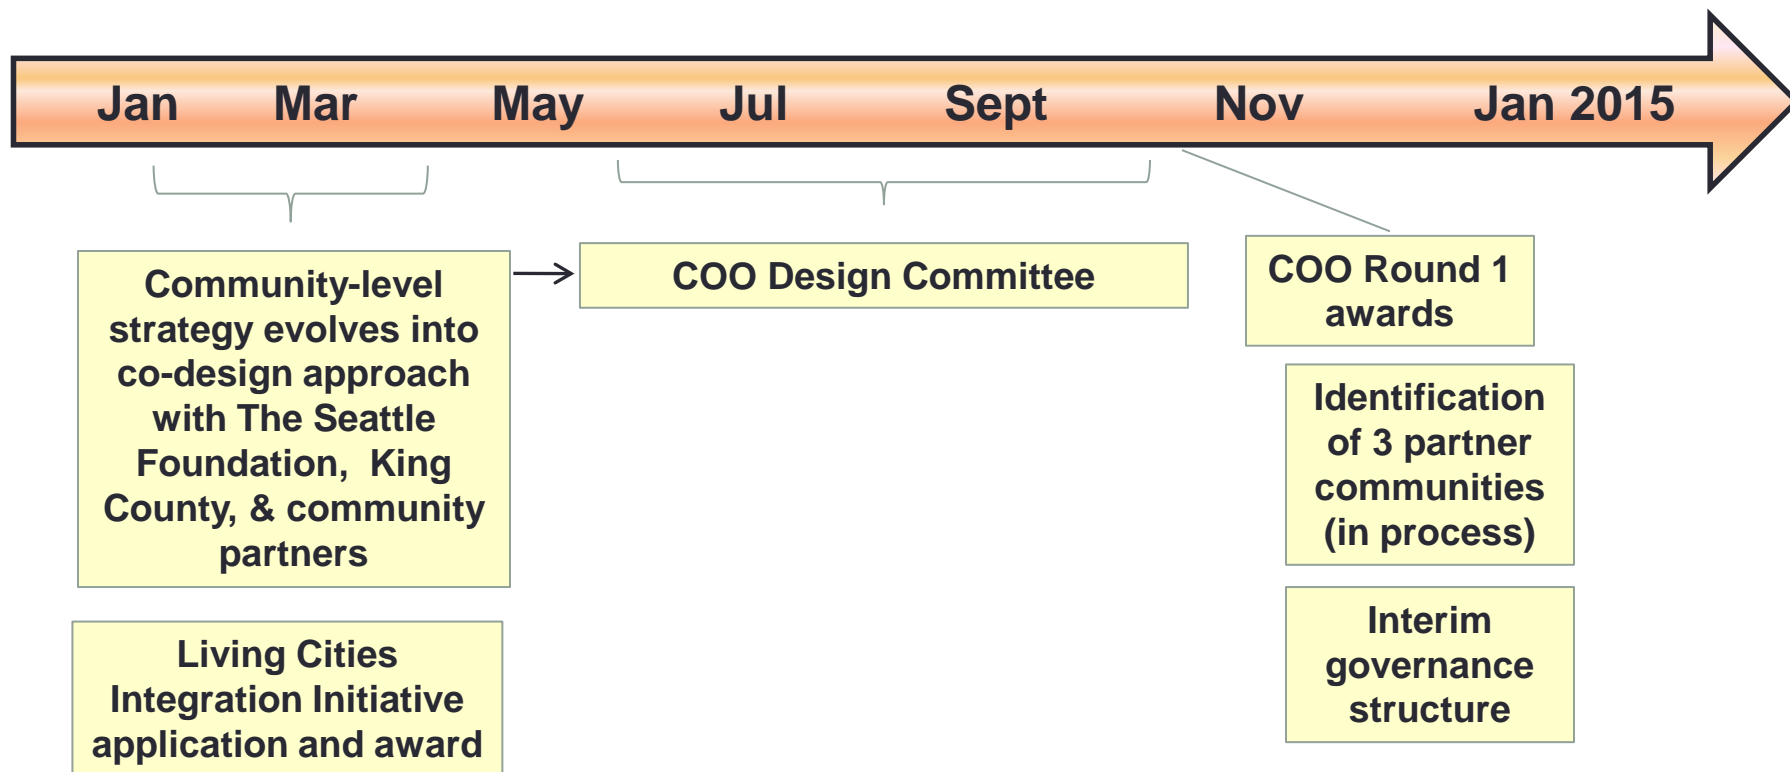 Jan Mar May Jul Sept Nov Jan 2015
Community-level
strategy evolves into
co-design approach
with The Seattle
Foundation, King
County, & community
partners
Living Cities
Integration Initiative
application and award
COO Design Committee
COO Round 1
awards
Identification
of 3 partner
communities
(in process)
Interim
governance
structure